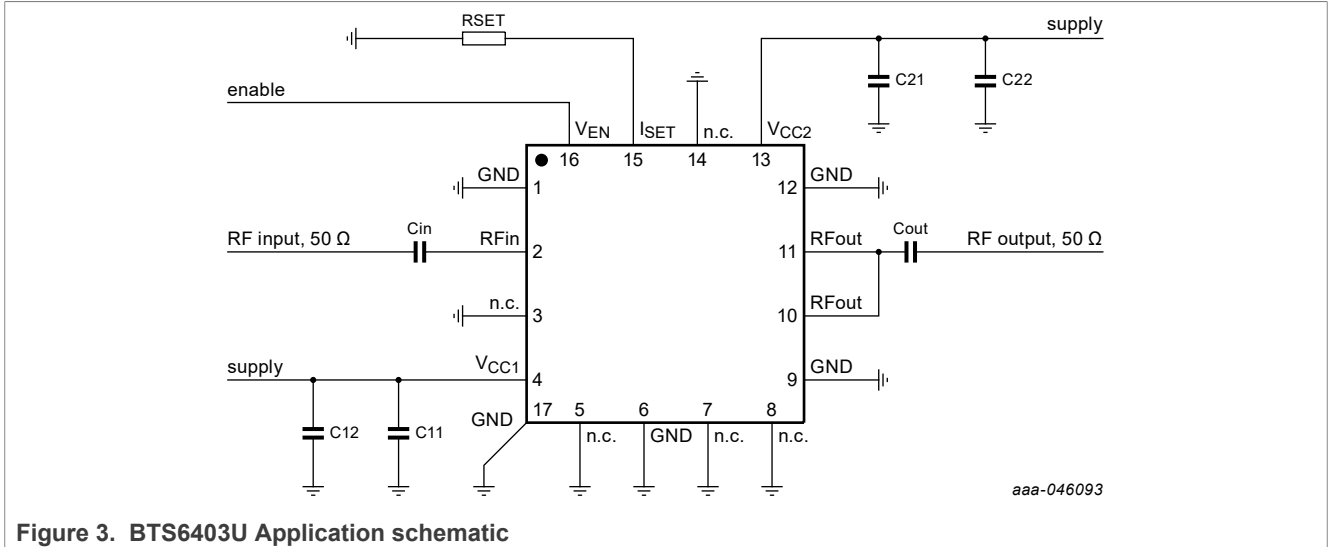 RSET
supply
C21
C22
enable
VEN
ISET
n.c.
VCC2
16
15
14
13
GND
1
12
GND
RF input, 50 Ω
Cin
RFin
2
11
RFout
Cout
RF output, 50 Ω
n.c.
3
10
RFout
supply
VCC1
4
9
GND
C12
C11
GND
17
5
6
7
8
n.c.
GND
n.c.
n.c.
aaa-046093
Figure 3. BTS6403U Application schematic